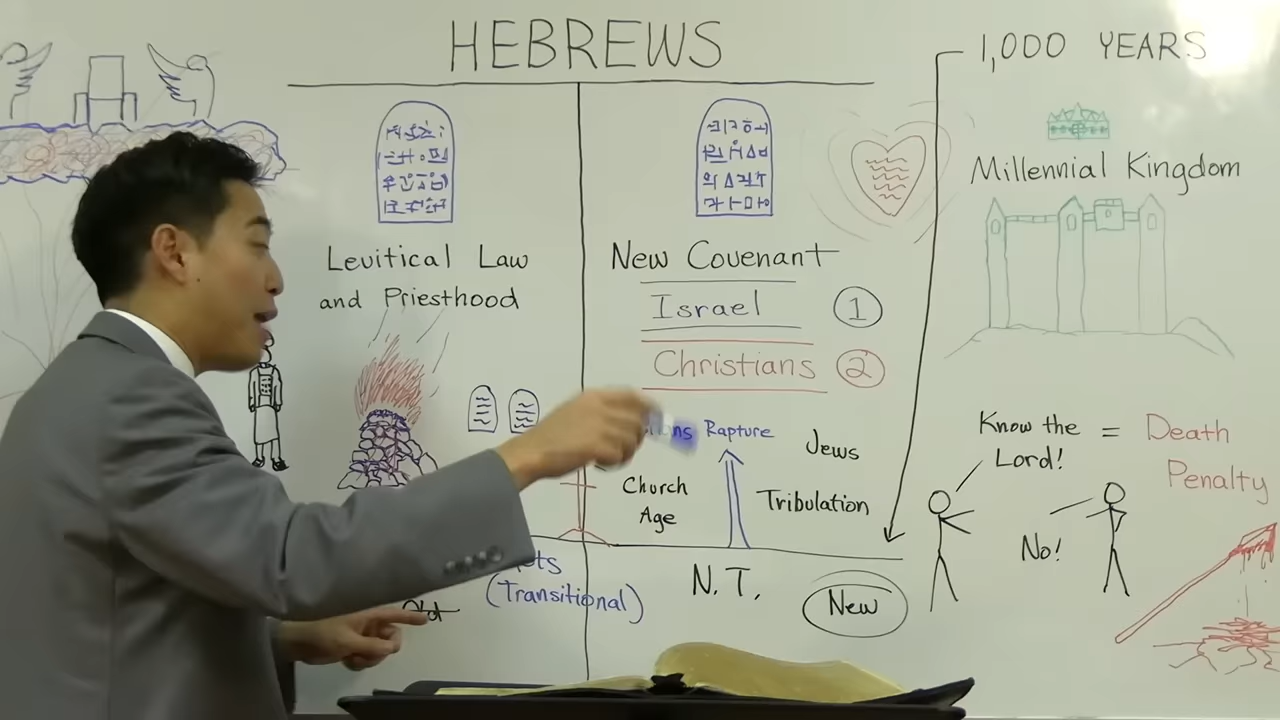 HEBREWS
1,000 YEARS
Millennial Kingdom
Levitical Law
and Priesthood
New Covenant
Israel 1
Christians 2
Rapture
Jews
Church
Age
Tribulation
Know the
Lord!
= Death
Penalty
No!
(Transitional)
N.T.
New